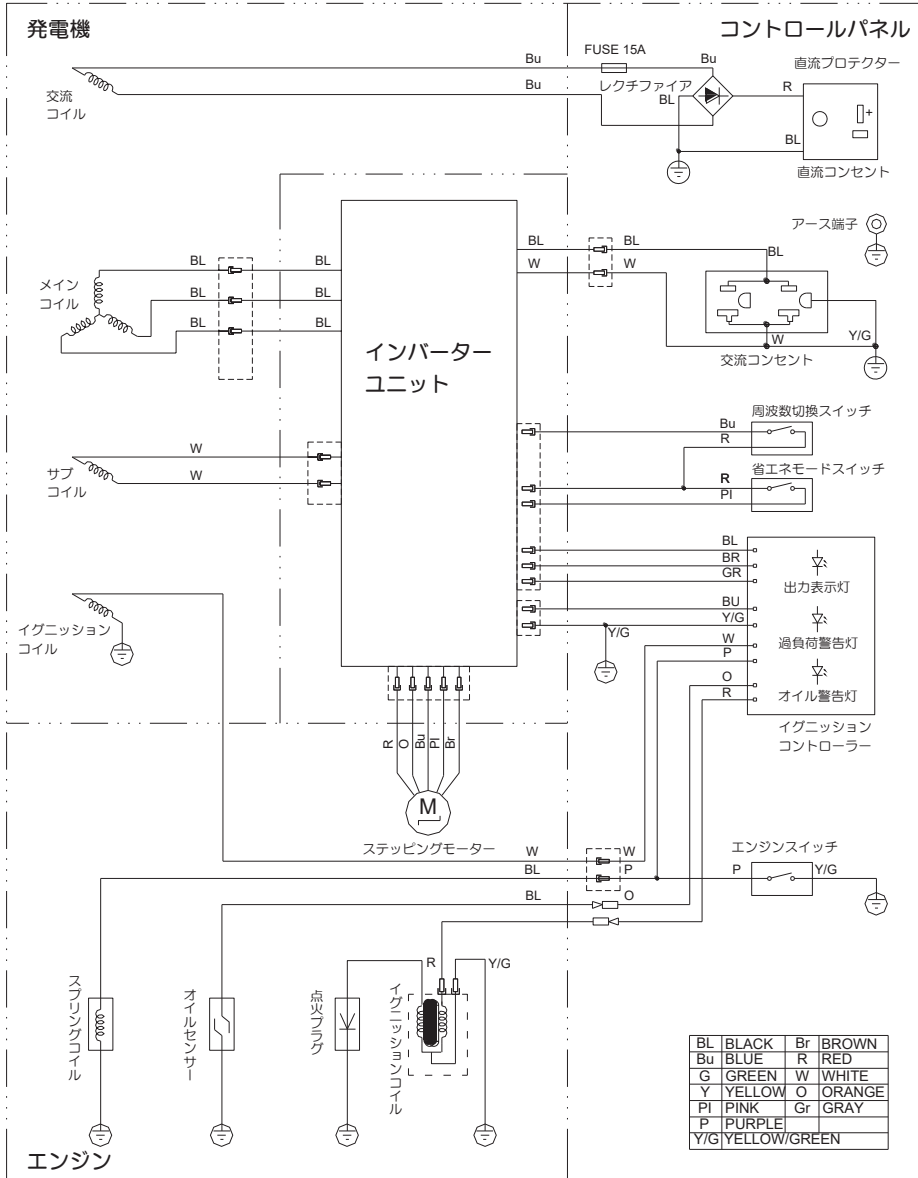 発電機
コントロールパネル
Bu
FUSE 15A
Bu
直流プロテクター
交流
コイル
Bu
レクチファイア
BL
R
+
BL
直流コンセント
アース端子
BL
BL
BL
W
W
BL
BL
BL
BL
BL
BL
メイン
コイル
インバーター
ユニット
W
Y/G
交流コンセント
周波数切換スイッチ
Bu
R
省エネモードスイッチ
R
PI
W
W
サブ
コイル
BL
BR
GR
出力表示灯
BU
Y/G
Y/G
過負荷警告灯
W
P
O
R
オイル警告灯
イグニッション
コントローラー
イグニッション
コイル
R
O
Bu
PI
Br
M
ステッピングモーター
W
W
BL
P
BL
O
エンジンスイッチ
P
Y/G
R
Y/G
スプリングコイル
オイルセンサー
点火プラグ
イグニッションコイル
BL BLACK Br BROWN
Bu BLUE R RED
G GREEN W WHITE
Y YELLOW O ORANGE
PI PINK Gr GRAY
P PURPLE
Y/G YELLOW/GREEN
エンジン